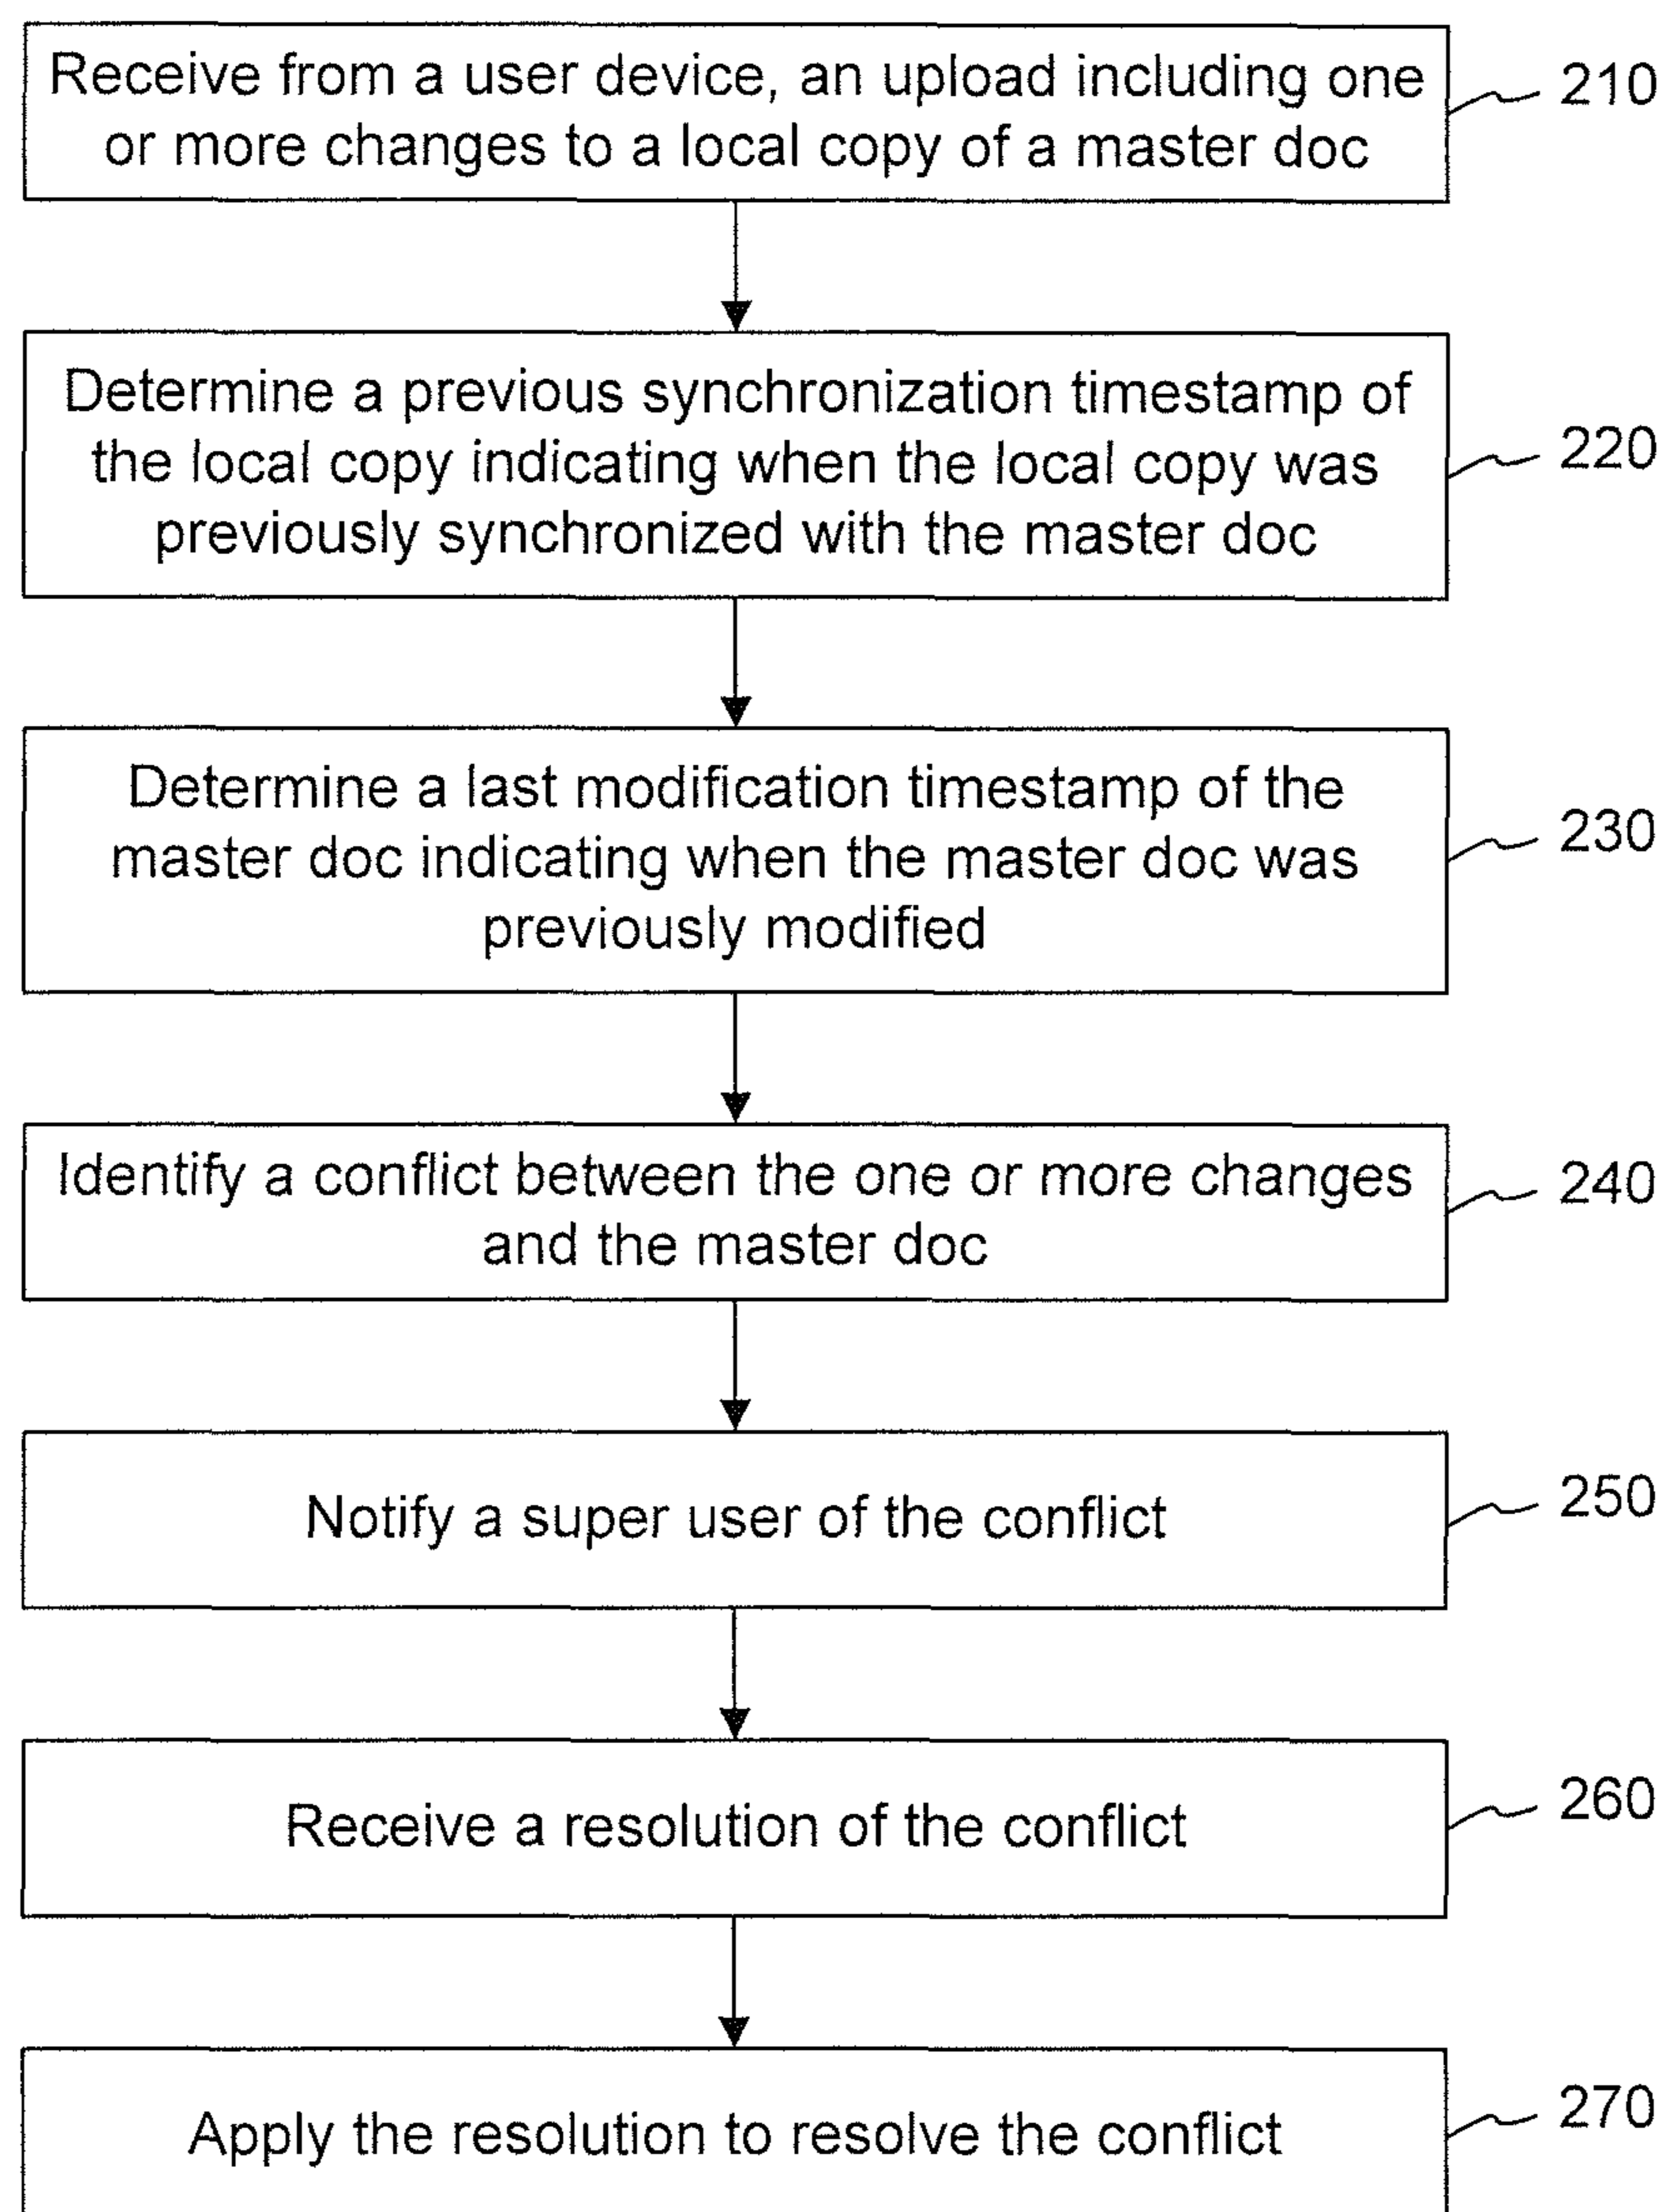 Receive from a user device, an upload including one
or more changes to a local copy of a master doc
210
Determine a previous synchronization timestamp of
the local copy indicating when the local copy was
previously synchronized with the master doc
220
Determine a last modification timestamp of the
master doc indicating when the master doc was
previously modified
230
Identify a conflict between the one or more changes
and the master doc
240
Notify a super user of the conflict
250
Receive a resolution of the conflict
260
Apply the resolution to resolve the conflict
270